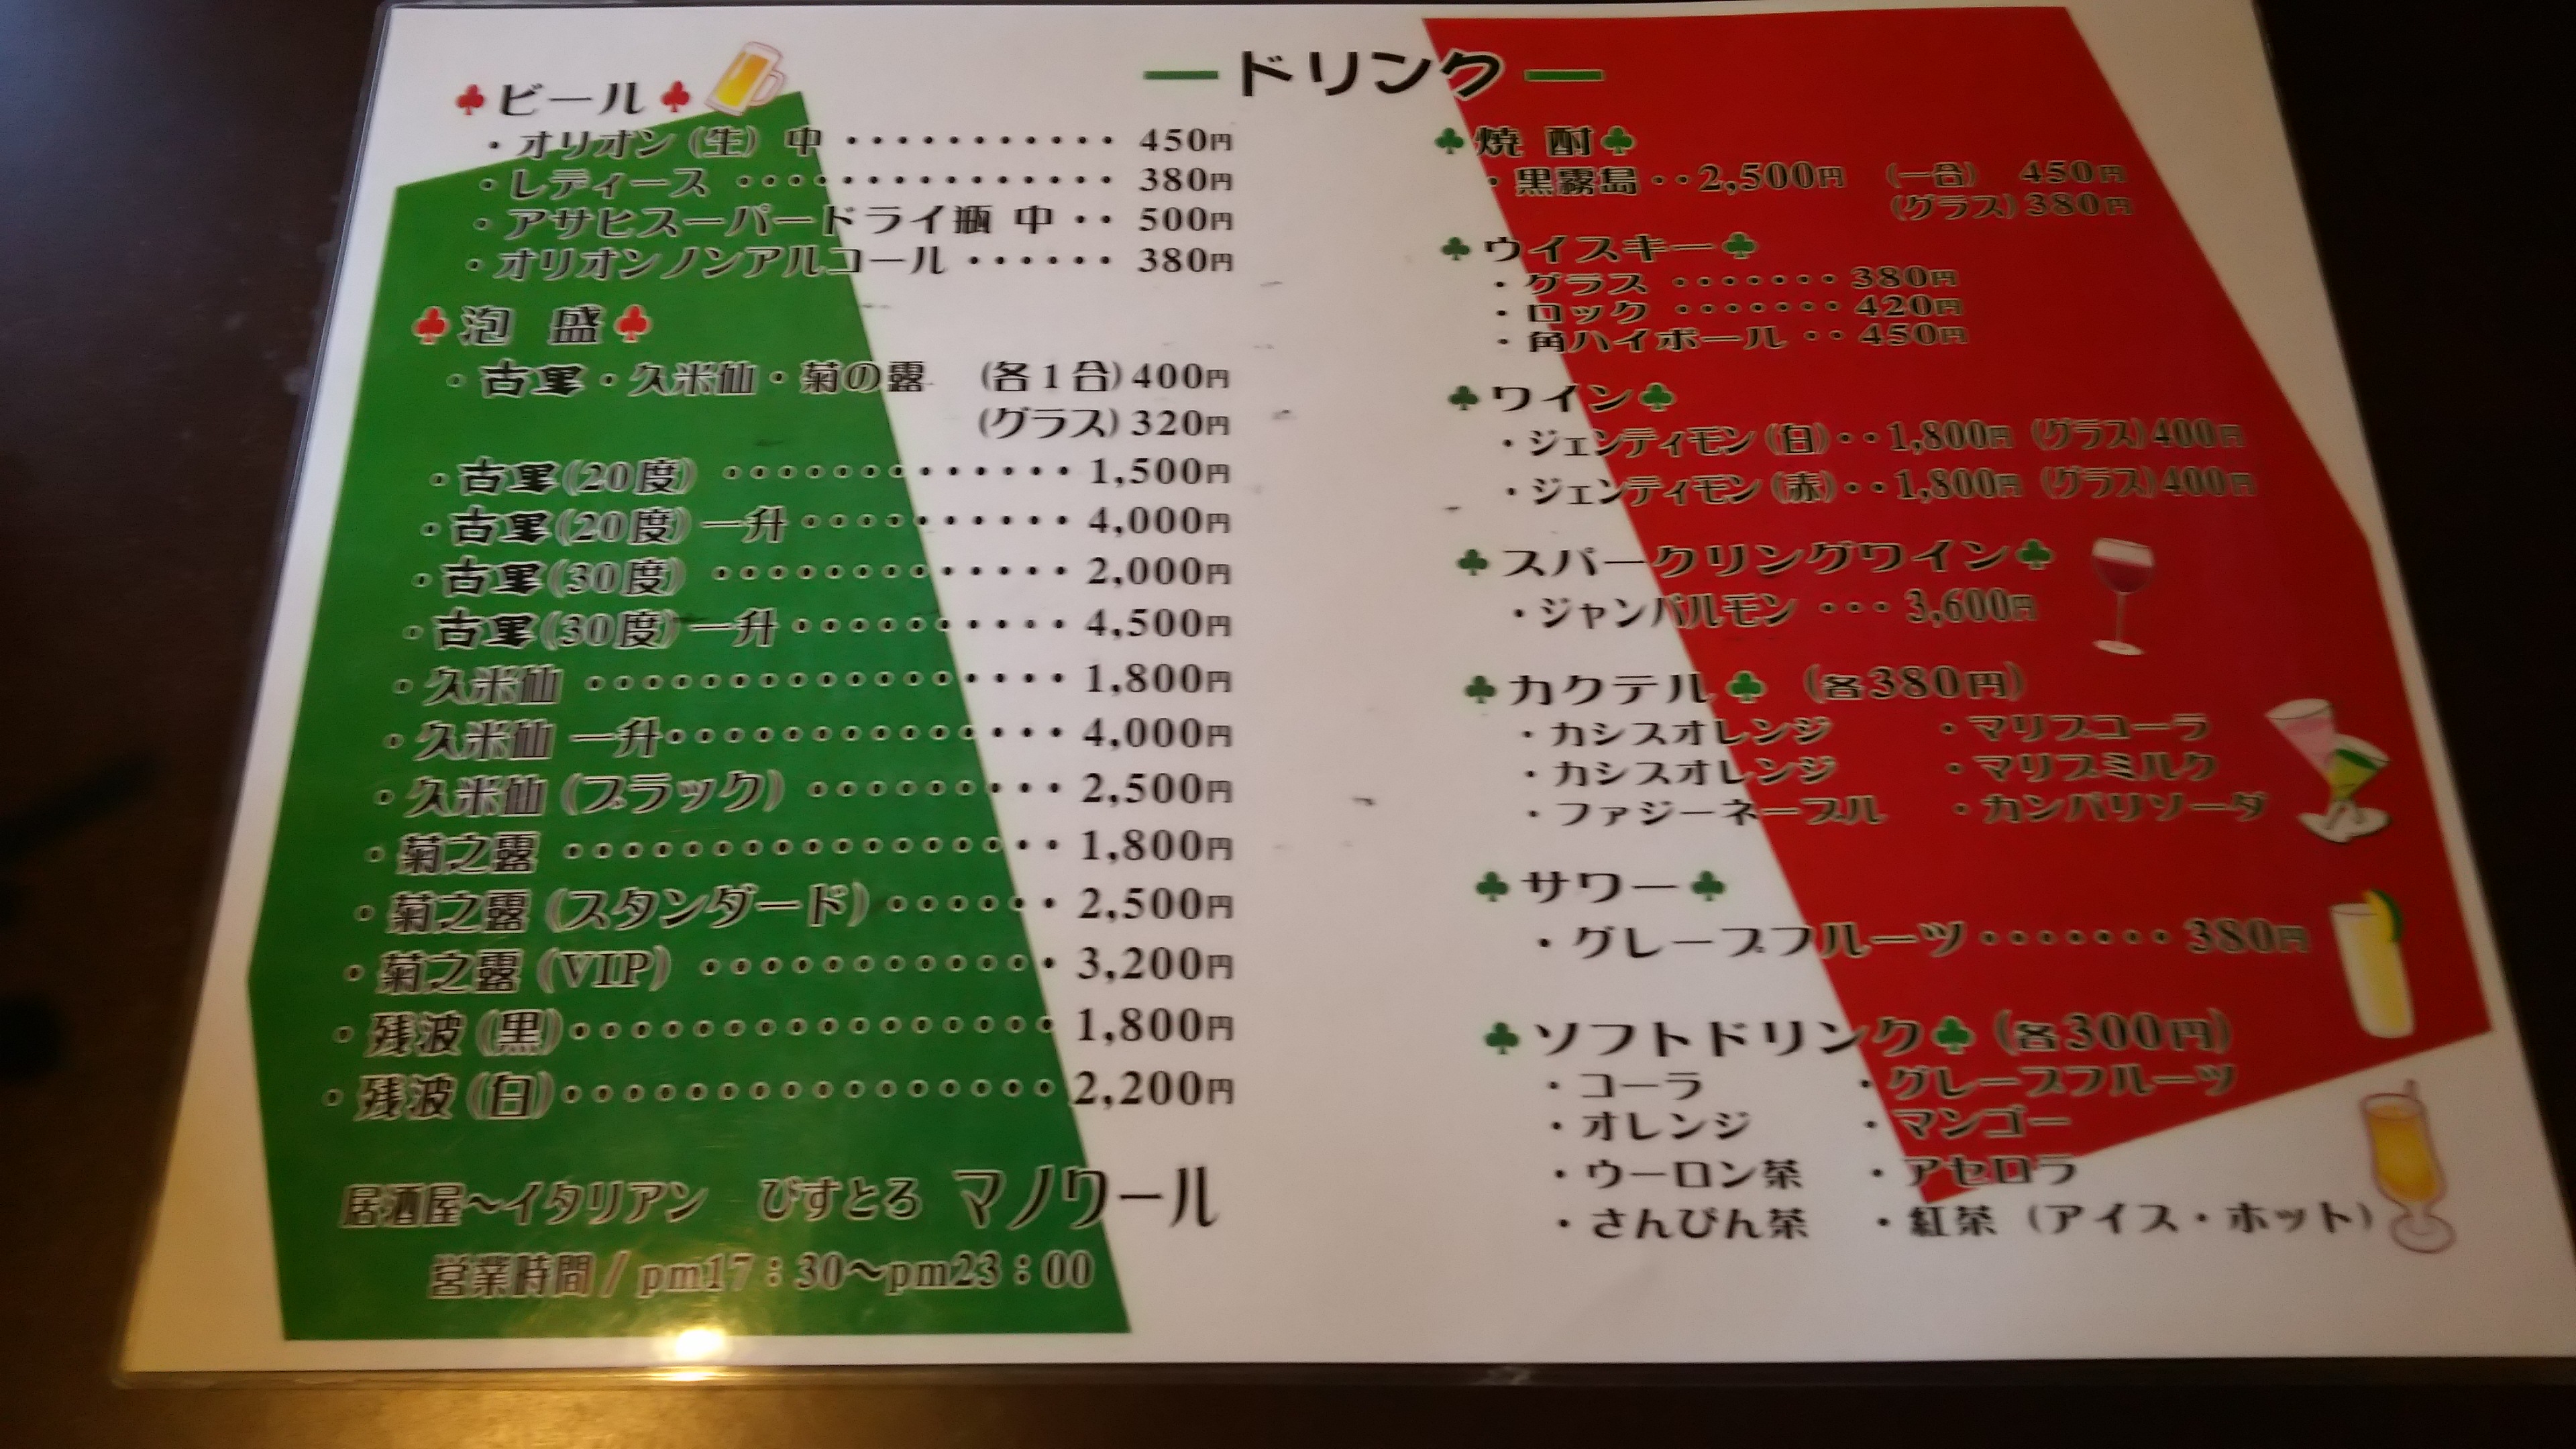 ードリンクー
ビール
・オリオン(生) 中 ・・・・・・・・・・・ 450円
・レディース ・・・・・・・・・・・・・・ 380円
・アサヒスーパードライ瓶 中 ・・ 500円
・オリオンノンアルコール ・・・・・・ 380円
泡 盛
・古里・久米仙・菊の露 (各1合) 400円
(グラス) 320円
・古里(20度) ・・・・・・・・・・・・・ 1,500円
・古里(20度) 一升 ・・・・・・・・・・ 4,000円
・古里(30度) ・・・・・・・・・・・・・ 2,000円
・古里(30度) 一升 ・・・・・・・・・・ 4,500円
・久米仙 ・・・・・・・・・・・・・・・・・ 1,800円
・久米仙 一升・・・・・・・・・・・・・・ 4,000円
・久米仙 (ブラック) ・・・・・・・・・ 2,500円
・菊之露 ・・・・・・・・・・・・・・・・・ 1,800円
・菊之露 (スタンダード) ・・・・・・ 2,500円
・菊之露 (VIP) ・・・・・・・・・・・・ 3,200円
・残波 (黒)・・・・・・・・・・・・・・・・・ 1,800円
・残波 (白)・・・・・・・・・・・・・・・・・ 2,200円
居酒屋〜イタリアン びすとろ マノワール
営業時間 / pm17：30〜pm23：00
焼 酎
・黒霧島 ・・2,500円 (一合) 450円
(グラス) 380円
ウイスキー
・グラス ・・・・・・・ 380円
・ロック ・・・・・・・ 420円
・角ハイボール ・・ 450円
ワイン
・ジェンティモン (白)・・1,800円 (グラス) 400円
・ジェンティモン (赤)・・1,800円 (グラス) 400円
スパークリングワイン
・ジャンバルモン ・・・ 3,600円
カクテル (各380円)
・カシスオレンジ ・マリブコーラ
・カシスオレンジ ・マリブミルク
・ファジーネーブル ・カンパリソーダ
サワー
・グレープフルーツ・・・・・・・ 380円
ソフトドリンク (各300円)
・コーラ ・グレープフルーツ
・オレンジ ・マンゴー
・ウーロン茶 ・アセロラ
・さんぴん茶 ・紅茶 (アイス・ホット)